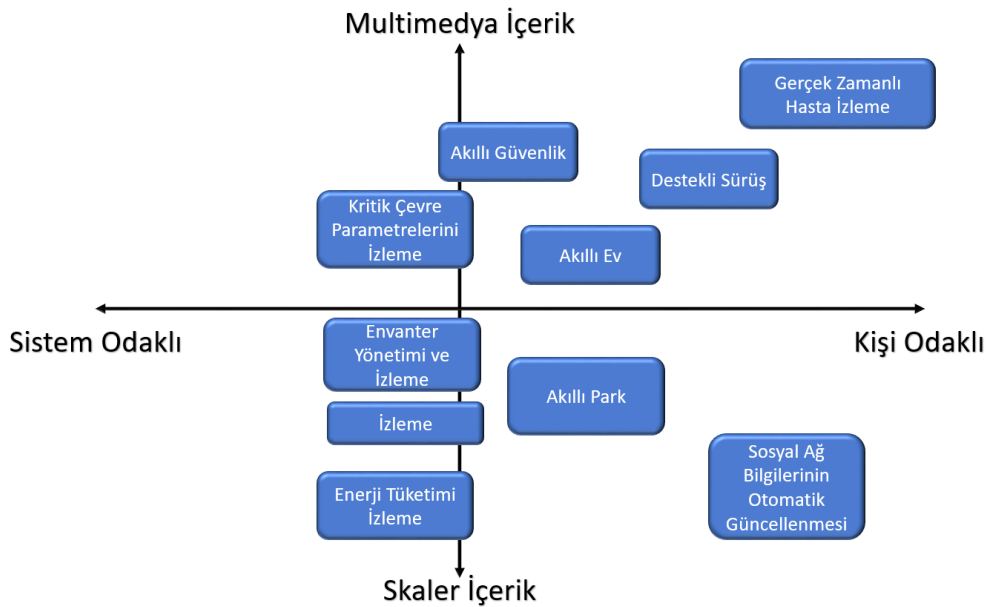 Multimedya İçerik
Gerçek Zamanlı
Hasta İzleme
Akıllı Güvenlik
Destekli Sürüş
Kritik Çevre
Parametrelerini
İzleme
Akıllı Ev
Sistem Odaklı
Kişi Odaklı
Envanter
Yönetimi ve
İzleme
Akıllı Park
İzleme
Sosyal Ağ
Bilgilerinin
Otomatik
Güncellenmesi
Enerji Tüketimi
İzleme
Skaler İçerik